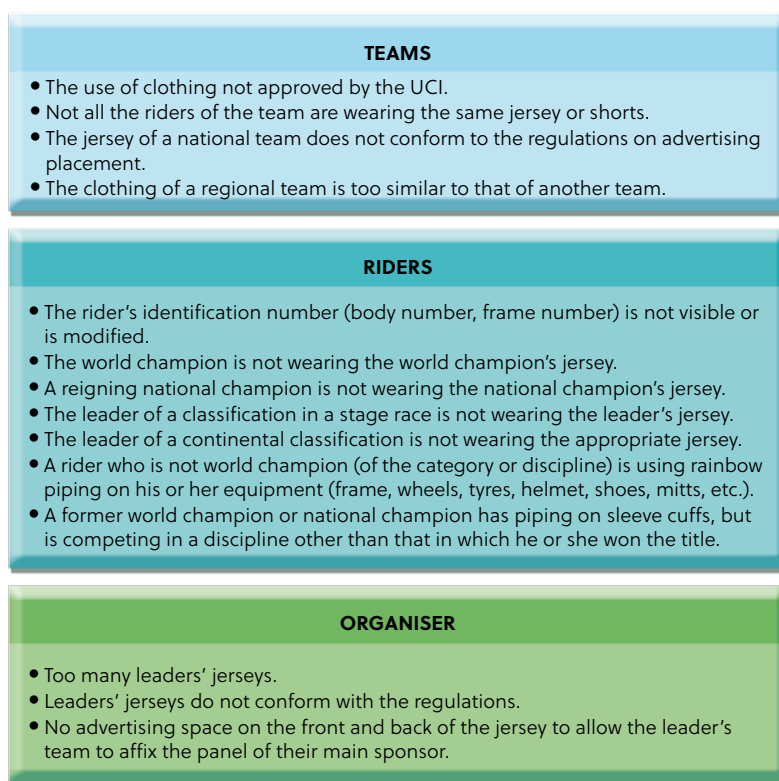 TEAMS
• The use of clothing not approved by the UCI.
• Not all the riders of the team are wearing the same jersey or shorts.
• The jersey of a national team does not conform to the regulations on advertising
placement.
• The clothing of a regional team is too similar to that of another team.
RIDERS
• The rider’s identification number (body number, frame number) is not visible or
is modified.
• The world champion is not wearing the world champion’s jersey.
• A reigning national champion is not wearing the national champion’s jersey.
• The leader of a classification in a stage race is not wearing the leader’s jersey.
• The leader of a continental classification is not wearing the appropriate jersey.
• A rider who is not world champion (of the category or discipline) is using rainbow
piping on his or her equipment (frame, wheels, tyres, helmet, shoes, mitts, etc.).
• A former world champion or national champion has piping on sleeve cuffs, but
is competing in a discipline other than that in which he or she won the title.
ORGANISER
• Too many leaders’ jerseys.
• Leaders’ jerseys do not conform with the regulations.
• No advertising space on the front and back of the jersey to allow the leader’s
team to affix the panel of their main sponsor.